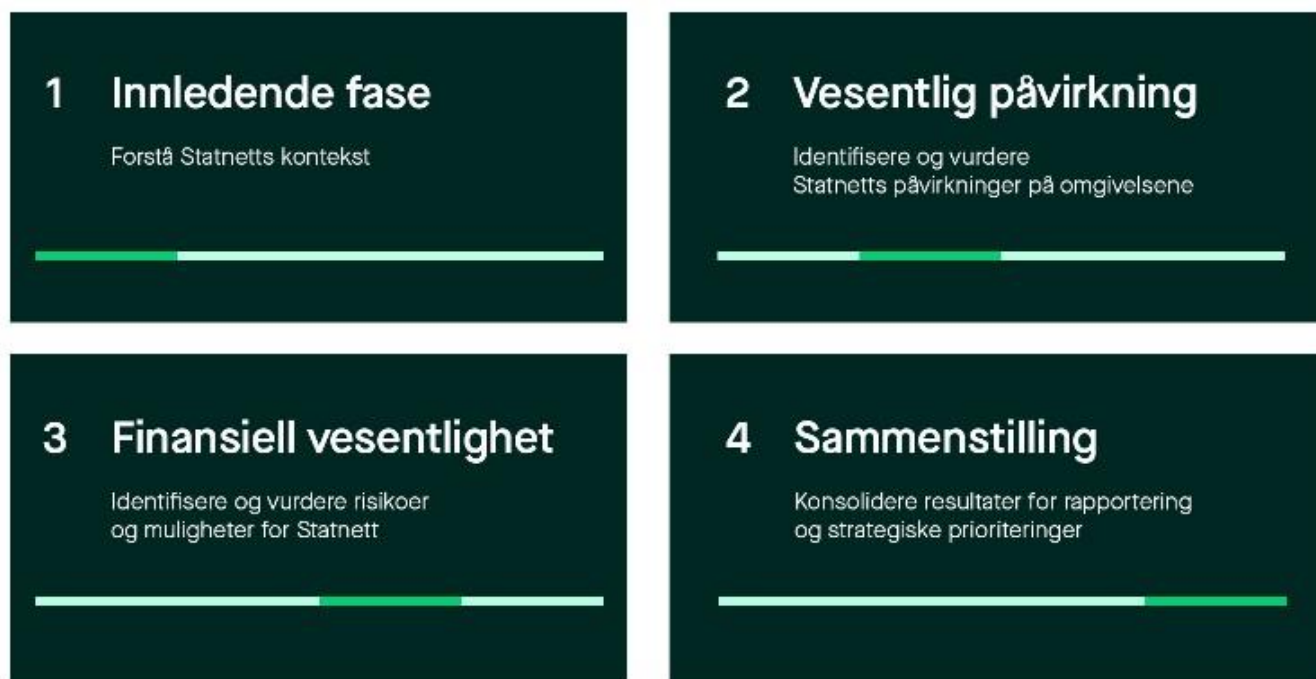 1 Innledende fase
Forstå Statnetts kontekst
2 Vesentlig påvirkning
Identifisere og vurdere
Statnetts påvirkninger på omgivelsene
3 Finansiell vesentlighet
Identifisere og vurdere risikoer
og muligheter for Statnett
4 Sammenstilling
Konsolidere resultater for rapportering
og strategiske prioriteringer